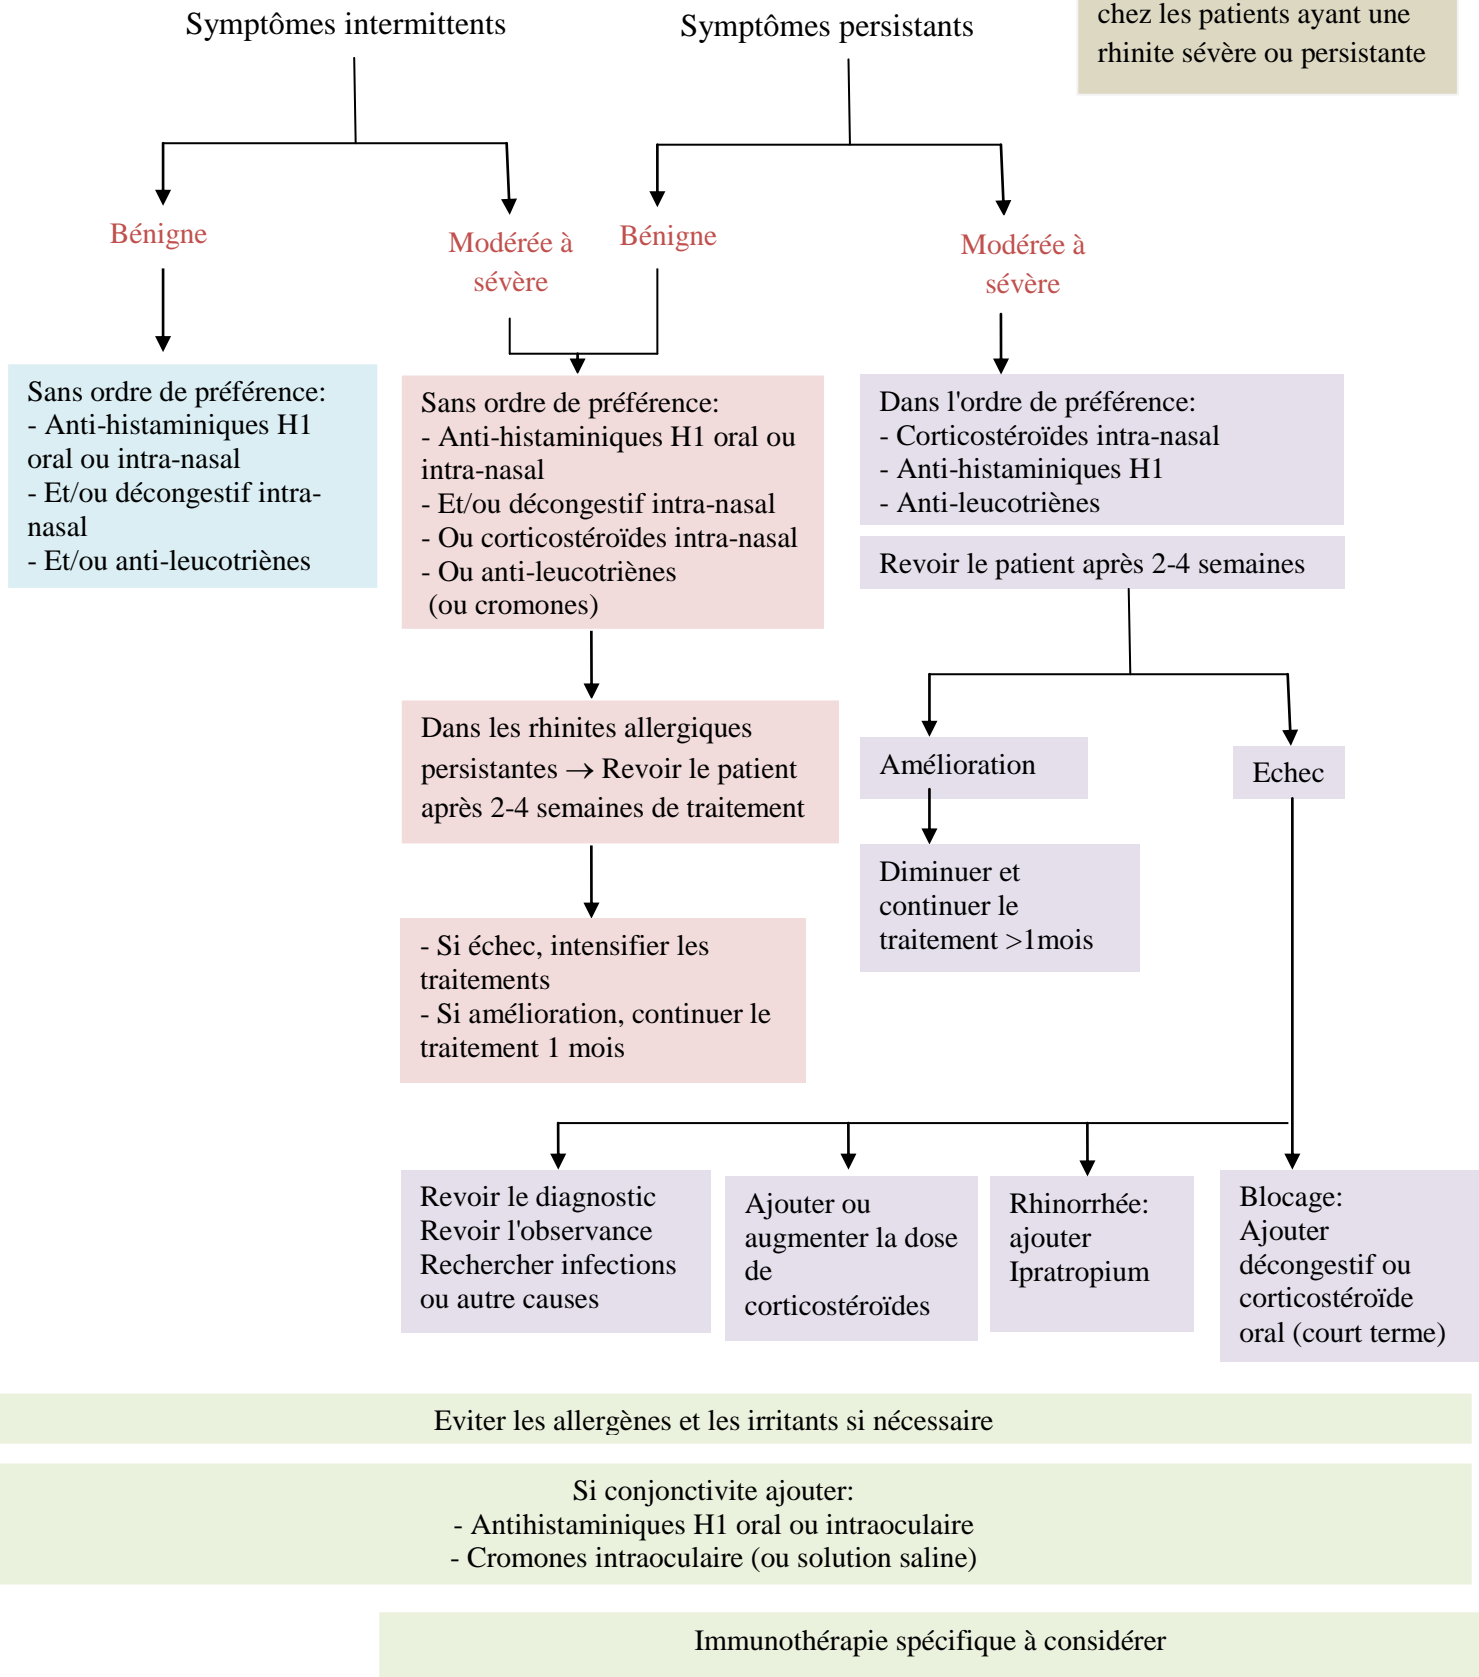 chez les patients ayant une
rhinite sévère ou persistante
Symptômes intermittents
Symptômes persistants
Bénigne
Modérée à
sévère
Bénigne
Modérée à
sévère
Sans ordre de préférence:
- Anti-histaminiques H1
oral ou intra-nasal
- Et/ou décongestif intra-
nasal
- Et/ou anti-leucotriènes
Sans ordre de préférence:
- Anti-histaminiques H1 oral ou
intra-nasal
- Et/ou décongestif intra-nasal
- Ou corticostéroïdes intra-nasal
- Ou anti-leucotriènes
(ou cromones)
Dans l'ordre de préférence:
- Corticostéroïdes intra-nasal
- Anti-histaminiques H1
- Anti-leucotriènes
Revoir le patient après 2-4 semaines
Dans les rhinites allergiques
persistantes → Revoir le patient
après 2-4 semaines de traitement
Amélioration
Echec
Diminuer et
continuer le
traitement >1mois
- Si échec, intensifier les
traitements
- Si amélioration, continuer le
traitement 1 mois
Revoir le diagnostic
Revoir l'observance
Rechercher infections
ou autre causes
Ajouter ou
augmenter la dose
de
corticostéroïdes
Rhinorrhée:
ajouter
Ipratropium
Blocage:
Ajouter
décongestif ou
corticostéroïde
oral (court terme)
Eviter les allergènes et les irritants si nécessaire
Si conjonctivite ajouter:
- Antihistaminiques H1 oral ou intraoculaire
- Cromones intraoculaire (ou solution saline)
Immunothérapie spécifique à considérer